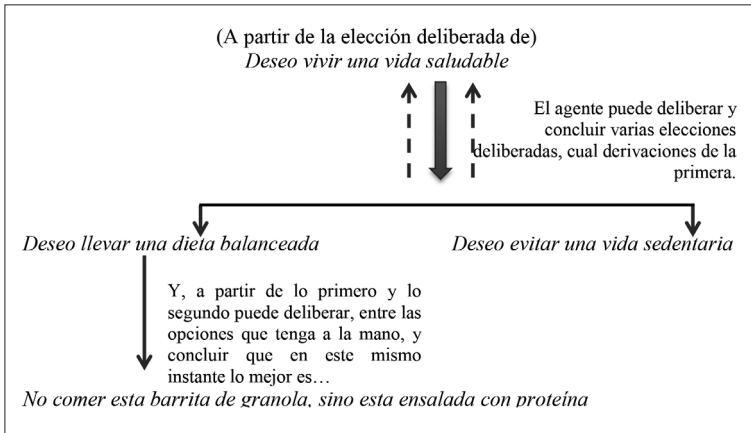 (A partir de la elección deliberada de)
Deseo vivir una vida saludable
El agente puede deliberar y
concluir varias elecciones
deliberadas, cual derivaciones de la
primera.
Deseo llevar una dieta balanceada
Deseo evitar una vida sedentaria
Y, a partir de lo primero y lo
segundo puede deliberar, entre las
opciones que tenga a la mano, y
concluir que en este mismo
instante lo mejor es…
No comer esta barrita de granola, sino esta ensalada con proteína